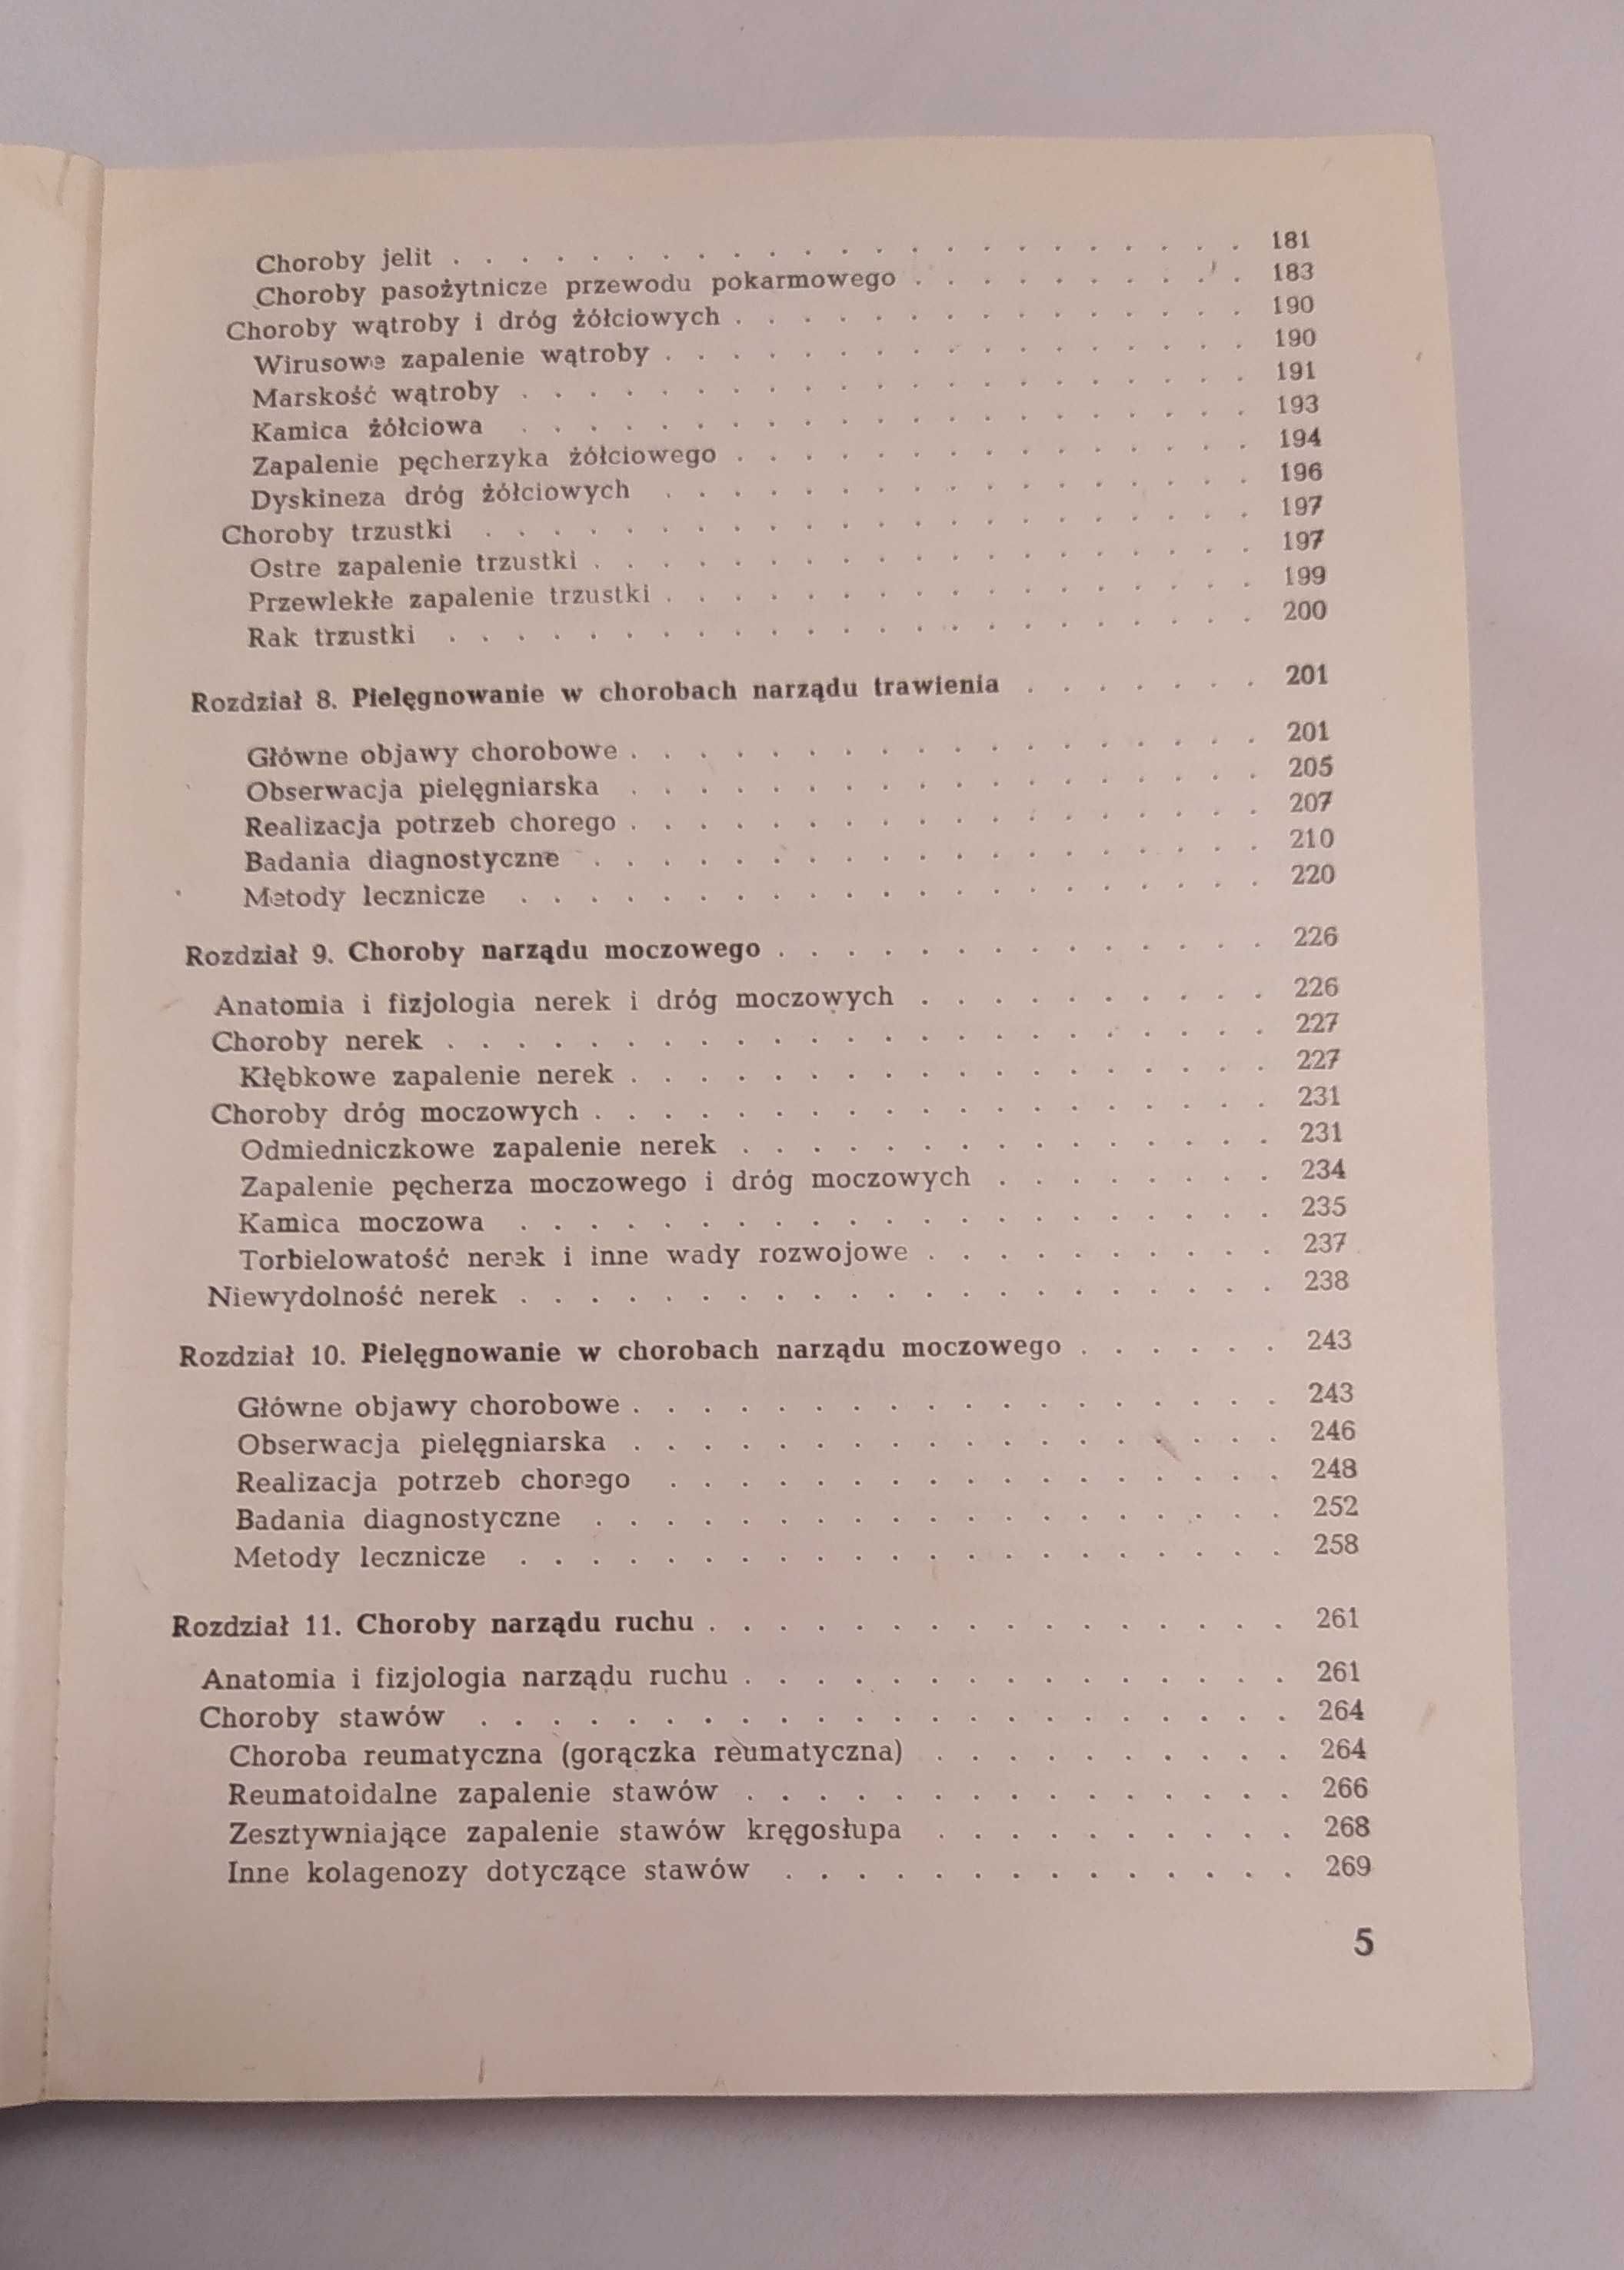 Choroby jelit . . . . . . . . . . . . . . . . . . . . . . . 181
Choroby pasożytnicze przewodu pokarmowego . . . . . . . . . . 183
Choroby wątroby i dróg żółciowych . . . . . . . . . . . . . . . 190
Wirusowe zapalenie wątroby . . . . . . . . . . . . . . . . . 190
Marskość wątroby . . . . . . . . . . . . . . . . . . . . . 191
Kamica żółciowa . . . . . . . . . . . . . . . . . . . . . 193
Zapalenie pęcherzyka żółciowego . . . . . . . . . . . . . . . 194
Dyskineza dróg żółciowych . . . . . . . . . . . . . . . . . 196
Choroby trzustki . . . . . . . . . . . . . . . . . . . . . . 197
Ostre zapalenie trzustki . . . . . . . . . . . . . . . . . . . 197
Przewlekłe zapalenie trzustki . . . . . . . . . . . . . . . . . 199
Rak trzustki . . . . . . . . . . . . . . . . . . . . . . . 200
Rozdział 8. Pielęgnowanie w chorobach narządu trawienia . . . . . . . 201
Główne objawy chorobowe . . . . . . . . . . . . . . . . . . 201
Obserwacja pielęgniarska . . . . . . . . . . . . . . . . . . 205
Realizacja potrzeb chorego . . . . . . . . . . . . . . . . . . 207
Badania diagnostyczne . . . . . . . . . . . . . . . . . . . 210
Metody lecznicze . . . . . . . . . . . . . . . . . . . . . 220
Rozdział 9. Choroby narządu moczowego . . . . . . . . . . . . . . 226
Anatomia i fizjologia nerek i dróg moczowych . . . . . . . . . . 226
Choroby nerek . . . . . . . . . . . . . . . . . . . . . . . 227
Kłębkowe zapalenie nerek . . . . . . . . . . . . . . . . . . 227
Choroby dróg moczowych . . . . . . . . . . . . . . . . . . . 231
Odmiedniczkowe zapalenie nerek . . . . . . . . . . . . . . . 231
Zapalenie pęcherza moczowego i dróg moczowych . . . . . . . . 234
Kamica moczowa . . . . . . . . . . . . . . . . . . . . . 235
Torbielowatość nerek i inne wady rozwojowe . . . . . . . . . . 237
Niewydolność nerek . . . . . . . . . . . . . . . . . . . . . 238
Rozdział 10. Pielęgnowanie w chorobach narządu moczowego . . . . . . 243
Główne objawy chorobowe . . . . . . . . . . . . . . . . . . 243
Obserwacja pielęgniarska . . . . . . . . . . . . . . . . . . 246
Realizacja potrzeb chorego . . . . . . . . . . . . . . . . . 248
Badania diagnostyczne . . . . . . . . . . . . . . . . . . . 252
Metody lecznicze . . . . . . . . . . . . . . . . . . . . . 258
Rozdział 11. Choroby narządu ruchu . . . . . . . . . . . . . . . . 261
Anatomia i fizjologia narządu ruchu . . . . . . . . . . . . . . . 261
Choroby stawów . . . . . . . . . . . . . . . . . . . . . . 264
Choroba reumatyczna (gorączka reumatyczna) . . . . . . . . . . 264
Reumatoidalne zapalenie stawów . . . . . . . . . . . . . . . 266
Zesztywniające zapalenie stawów kręgosłupa . . . . . . . . . . 268
Inne kolagenozy dotyczące stawów . . . . . . . . . . . . . . 269
5